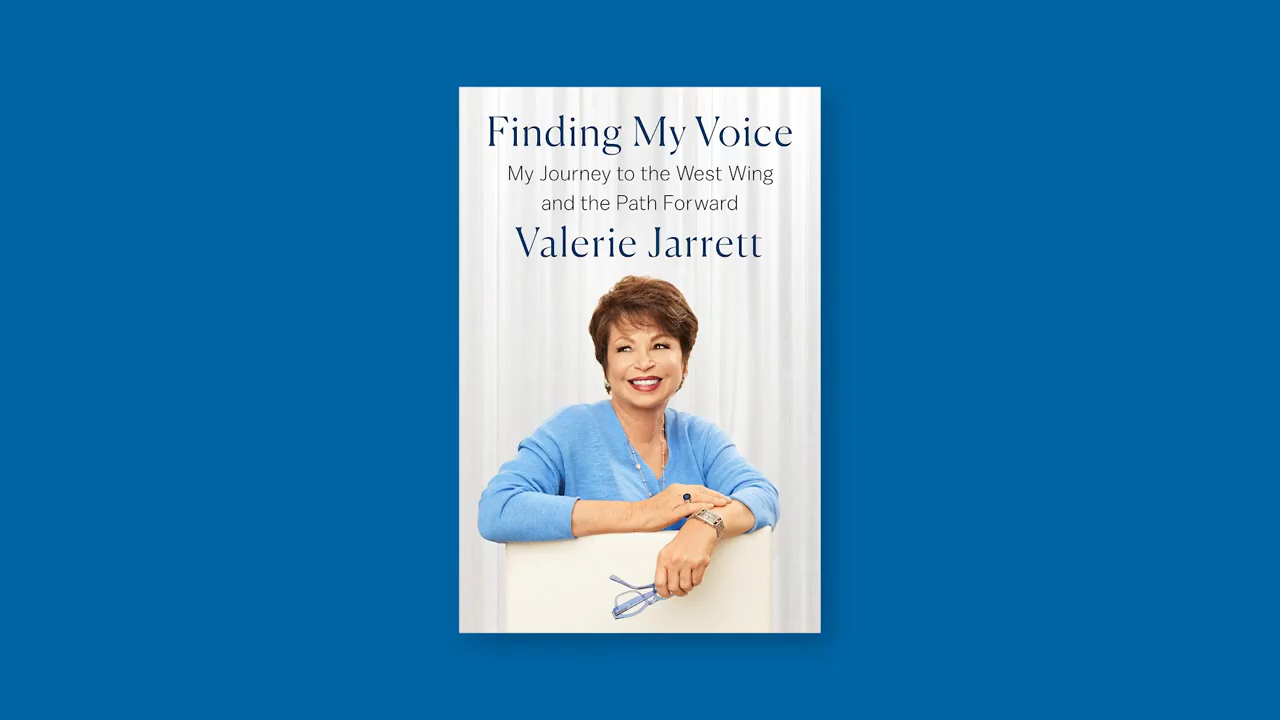 Finding My Voice
My Journey to the West Wing
and the Path Forward
Valerie Jarrett